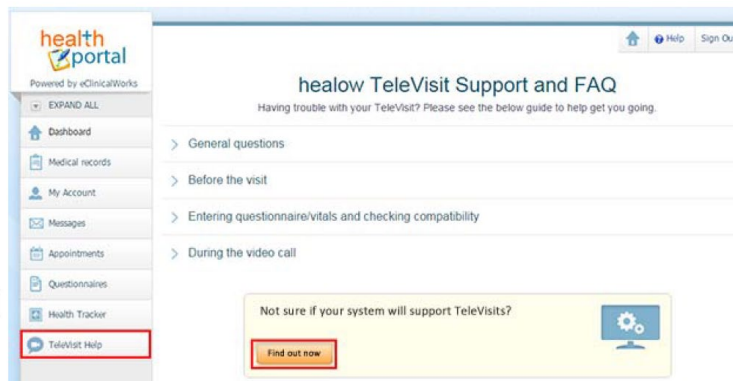 health
portal
Powered by eClinicalWorks
EXPAND ALL
Dashboard
Medical records
My Account
Messages
Appointments
Questionnaires
Health Tracker
TeleVisit Help
Help Sign Ou
healow TeleVisit Support and FAQ
Having trouble with your TeleVisit? Please see the below guide to help get you going.
General questions
Before the visit
Entering questionnaire/vitals and checking compatibility
During the video call
Not sure if your system will support TeleVisits?
Find out now